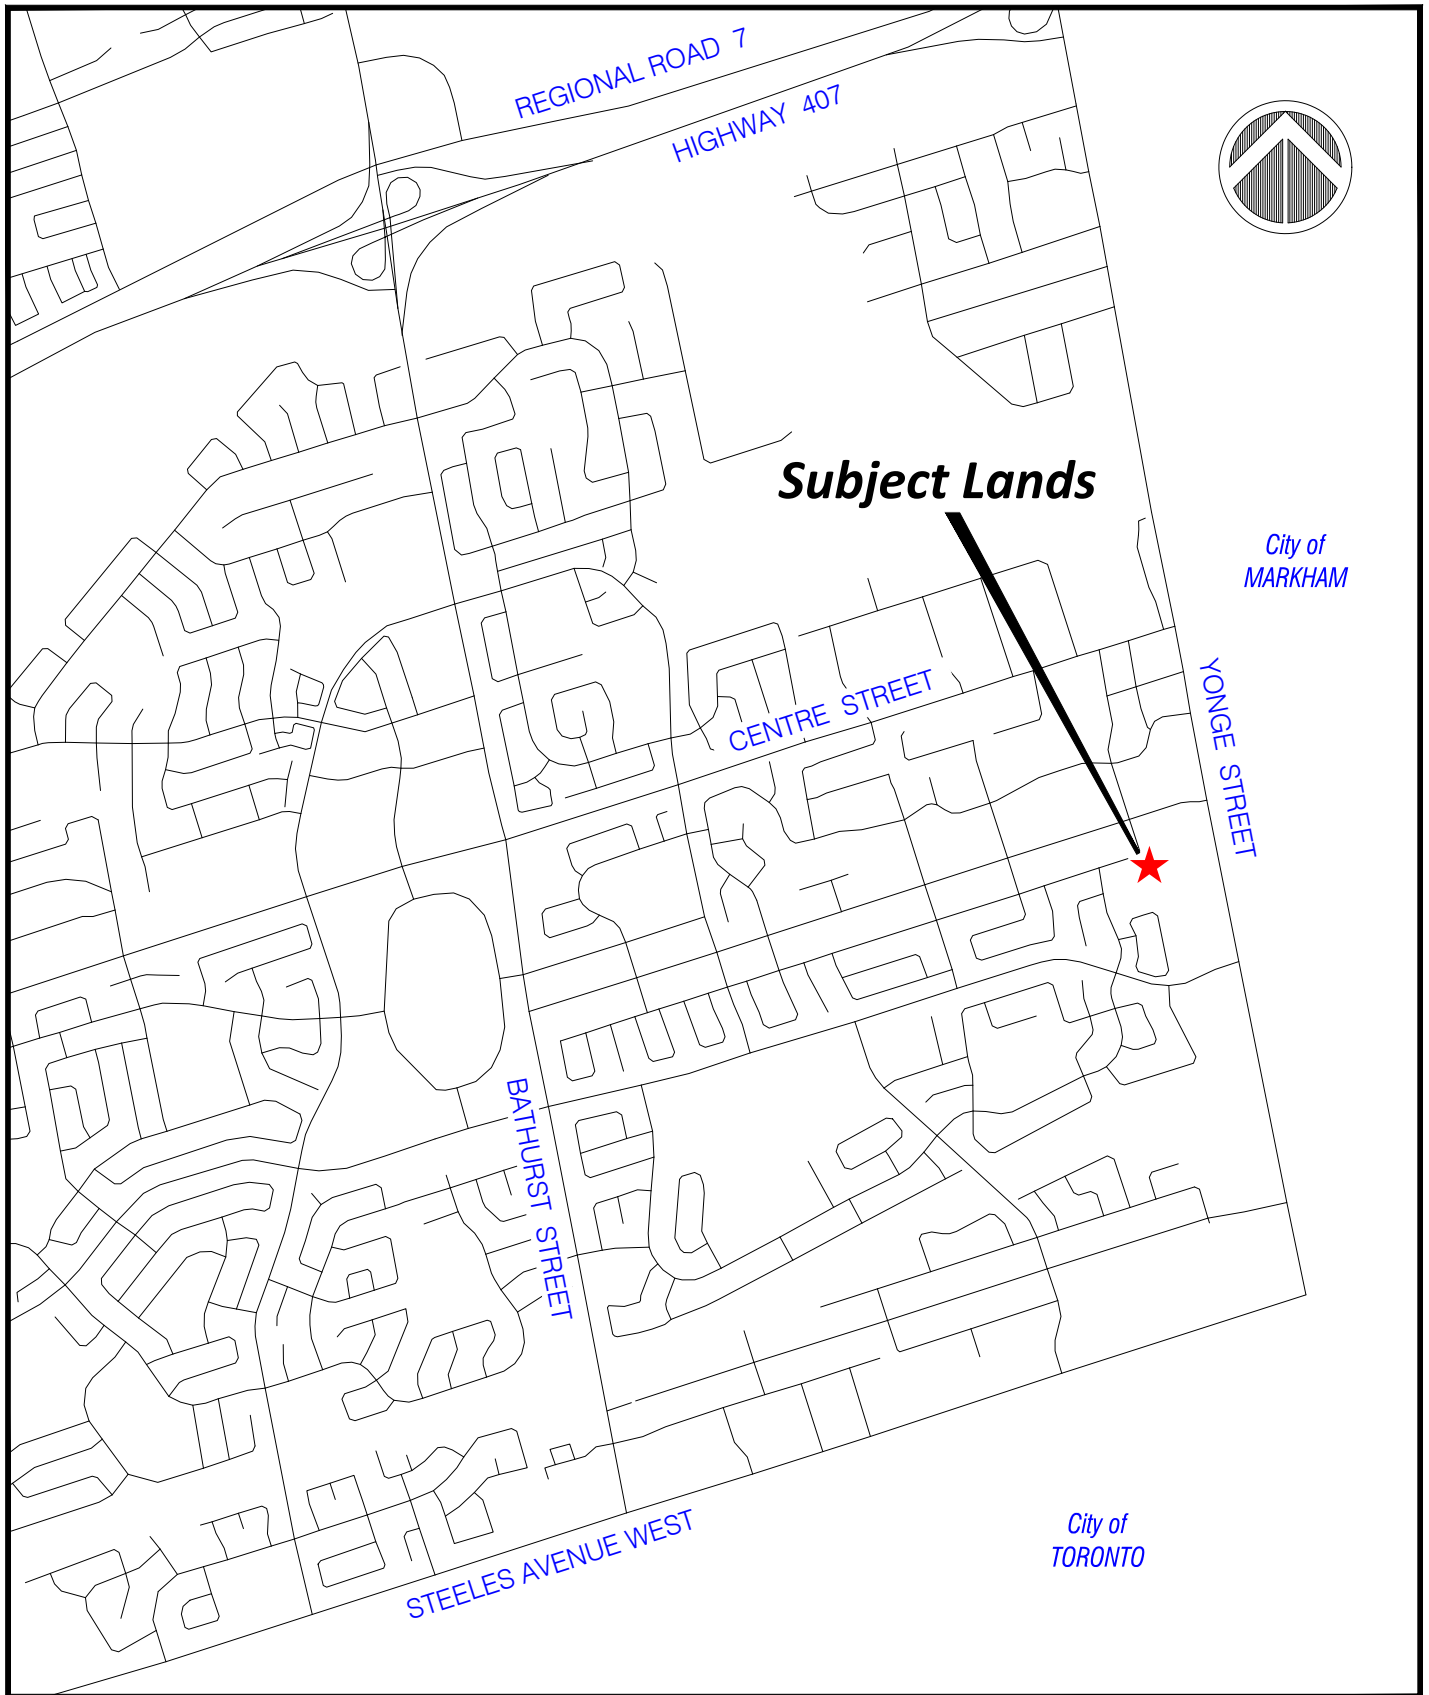 REGIONAL ROAD 7
HIGHWAY 407
Subject Lands
City of
MARKHAM
CENTRE STREET
YONGE STREET
BATHURST STREET
STEELES AVENUE WEST
City of
TORONTO